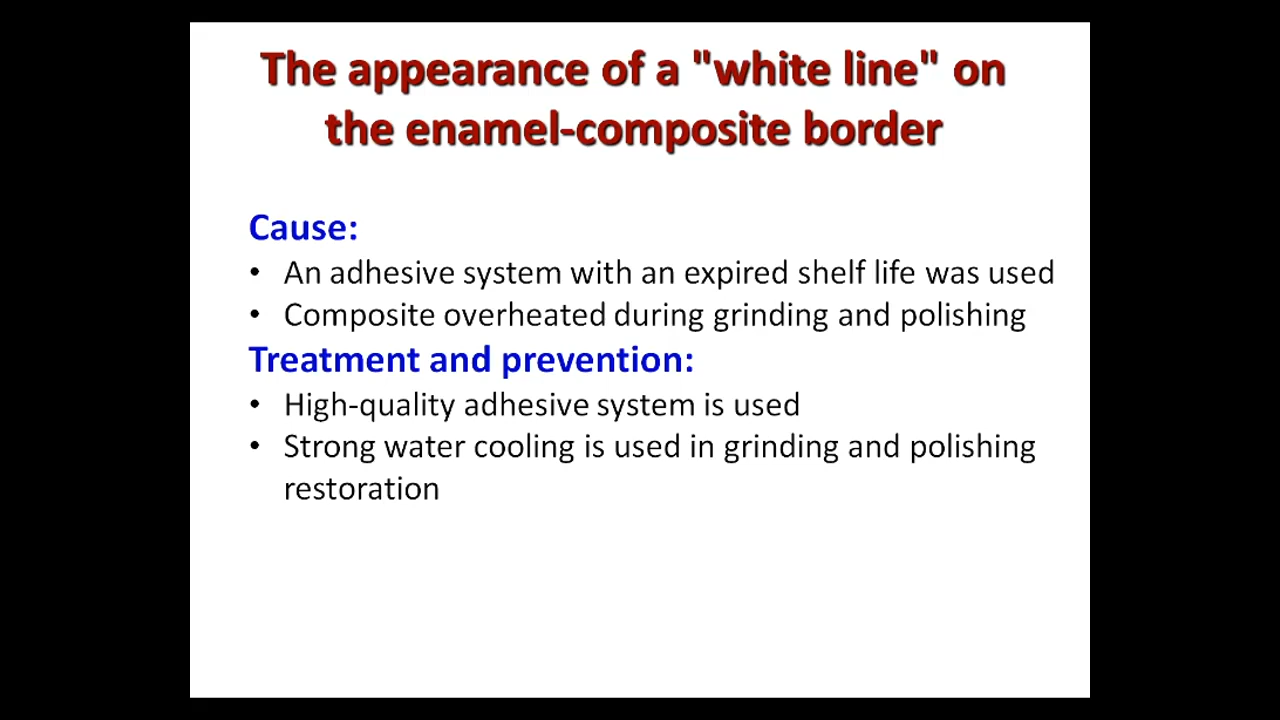 The appearance of a "white line" on
the enamel-composite border
Cause:
• An adhesive system with an expired shelf life was used
• Composite overheated during grinding and polishing
Treatment and prevention:
• High-quality adhesive system is used
• Strong water cooling is used in grinding and polishing
restoration